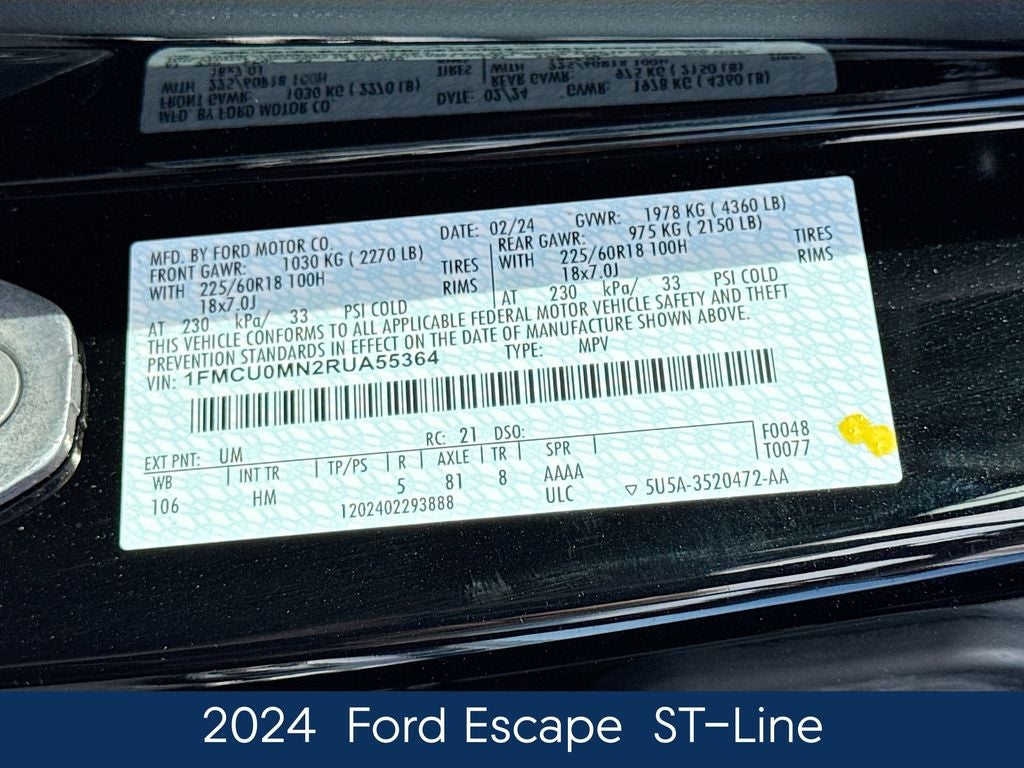 MFD. BY FORD MOTOR CO. DATE: 02/24 GVWR: 1978 KG ( 4360 LB)
FRONT GAWR: 1030 KG ( 2270 LB) REAR GAWR: 975 KG ( 2150 LB)
WITH 225/60R18 100H TIRES WITH 225/60R18 100H TIRES
18x7.0J RIMS 18x7.0J RIMS
AT 230 kPa/ 33 PSI COLD AT 230 kPa/ 33 PSI COLD
THIS VEHICLE CONFORMS TO ALL APPLICABLE FEDERAL MOTOR VEHICLE SAFETY AND THEFT
PREVENTION STANDARDS IN EFFECT ON THE DATE OF MANUFACTURE SHOWN ABOVE.
VIN: 1FMCU0MN2RUA55364 TYPE: MPV
EXT PNT: UM RC: 21 DSO: F0048
WB INT TR TP/PS R AXLE TR SPR T0077
106 HM 5 81 8 AAAA
1202402293888 ULC ▽ 5U5A-3520472-AA
2024 Ford Escape ST-Line